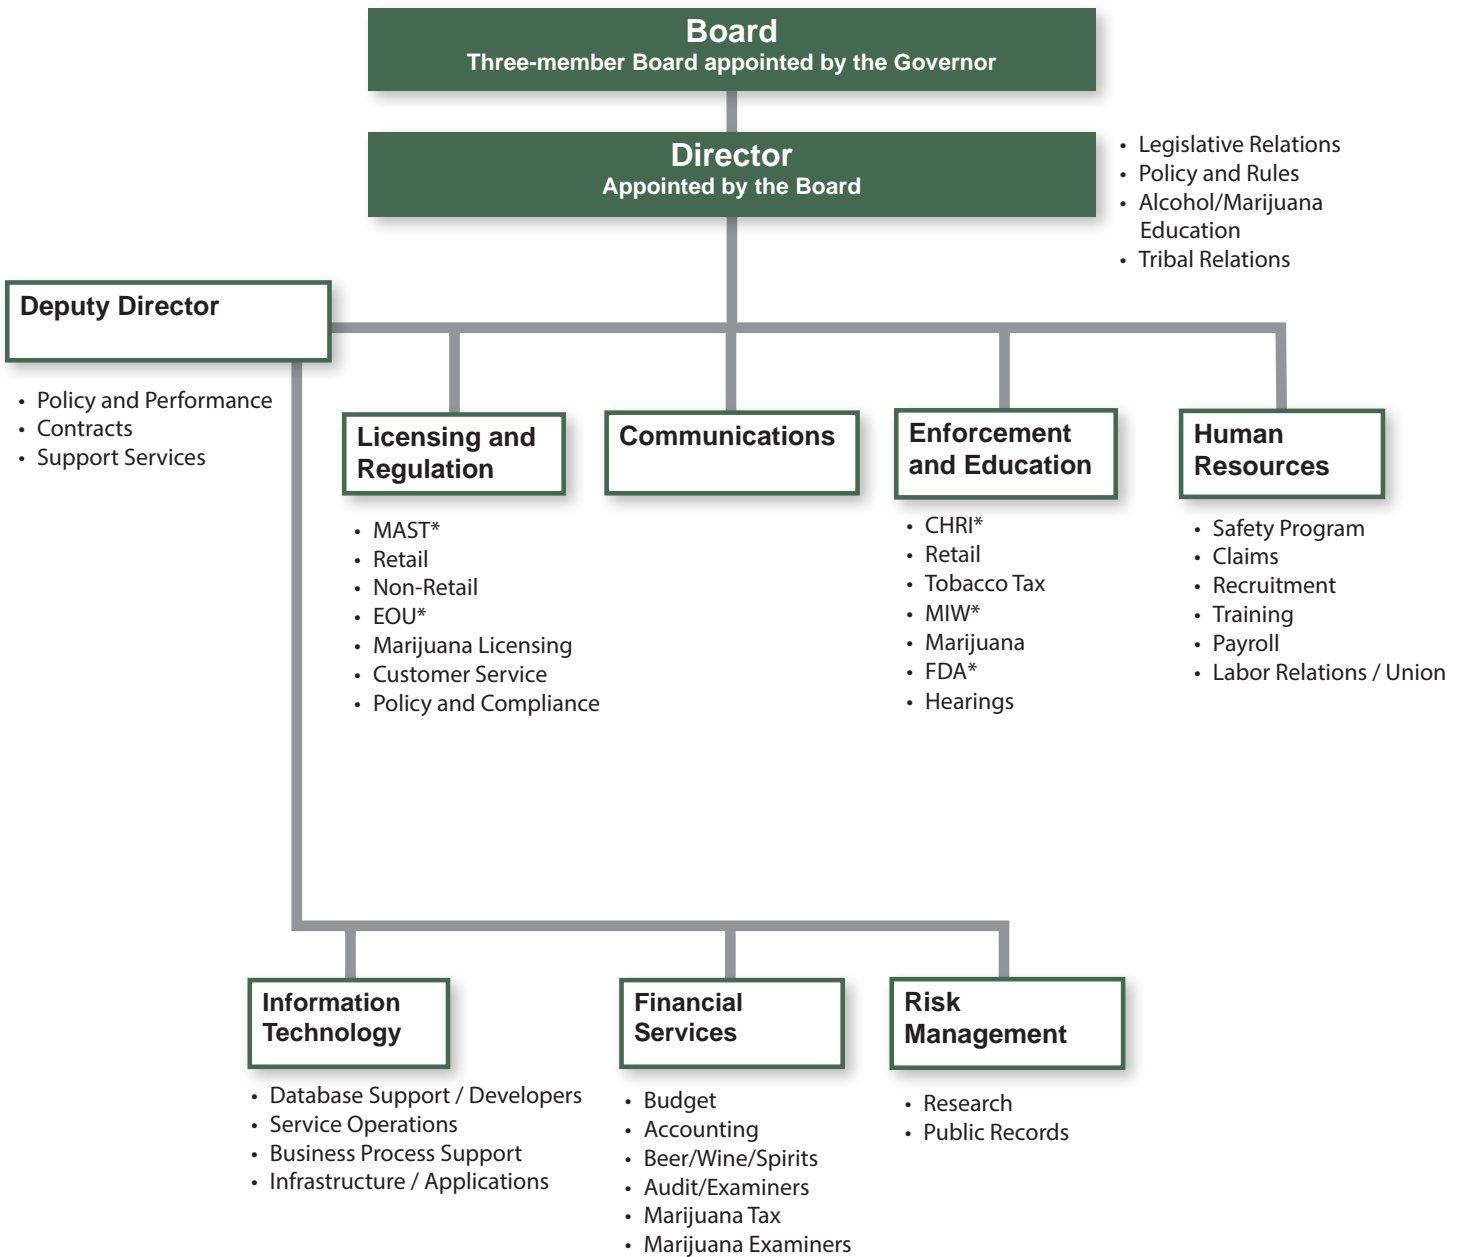 Board
Three-member Board appointed by the Governor
Director
Appointed by the Board
• Legislative Relations
• Policy and Rules
• Alcohol/Marijuana
Education
• Tribal Relations
Deputy Director
• Policy and Performance
• Contracts
• Support Services
Licensing and
Regulation
• MAST*
• Retail
• Non-Retail
• EOU*
• Marijuana Licensing
• Customer Service
• Policy and Compliance
Communications
Enforcement
and Education
• CHRI*
• Retail
• Tobacco Tax
• MIW*
• Marijuana
• FDA*
• Hearings
Human
Resources
• Safety Program
• Claims
• Recruitment
• Training
• Payroll
• Labor Relations / Union
Information
Technology
• Database Support / Developers
• Service Operations
• Business Process Support
• Infrastructure / Applications
Financial
Services
• Budget
• Accounting
• Beer/Wine/Spirits
• Audit/Examiners
• Marijuana Tax
• Marijuana Examiners
Risk
Management
• Research
• Public Records